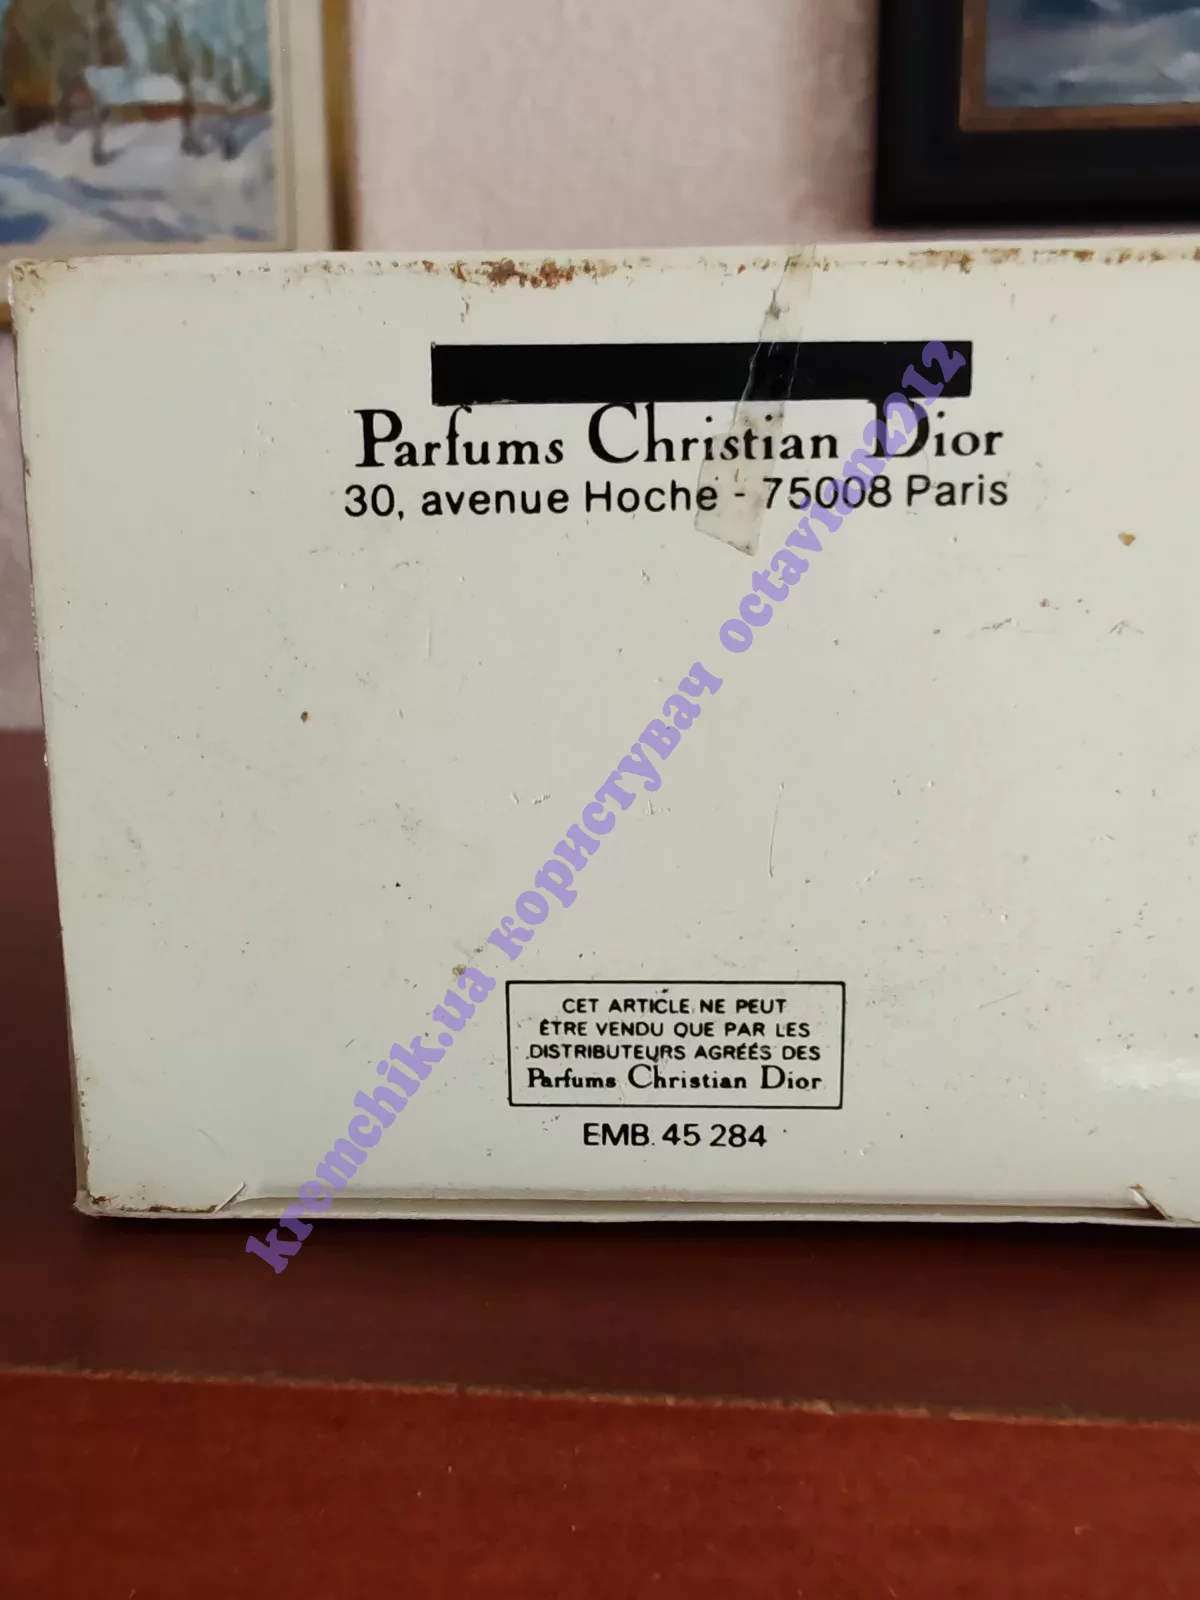 Parfums Christian Dior
30, avenue Hoche - 75008 Paris
kremchik.ua користувач octavian2212
CET ARTICLE NE PEUT
ÊTRE VENDU QUE PAR LES
DISTRIBUTEURS AGRÉÉS DES
Parfums Christian Dior
EMB. 45 284